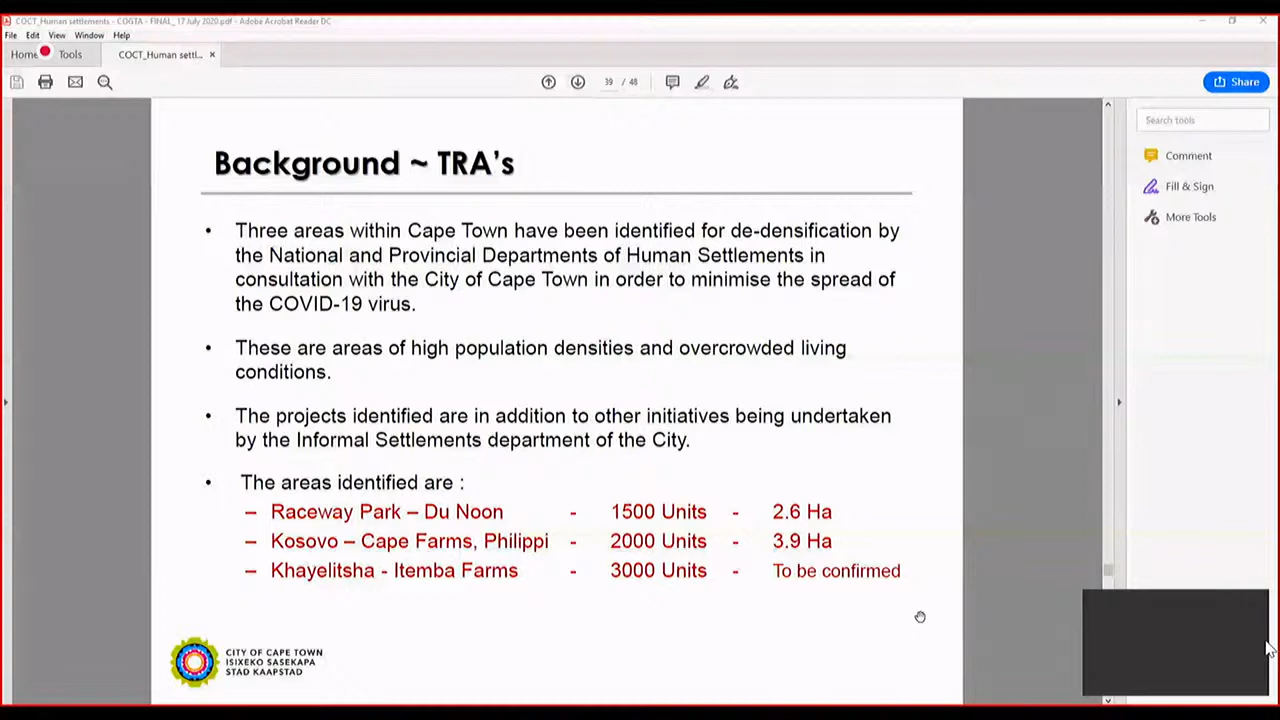 COCT_Human settlements - COGTA - FINAL_ 17 July 2020.pdf - Adobe Acrobat Reader DC
File Edit View Window Help
Home Tools COCT_Human settl...
39 / 48
Share
Search tools
Comment
Fill & Sign
More Tools
Background ~ TRA's
• Three areas within Cape Town have been identified for de-densification by
the National and Provincial Departments of Human Settlements in
consultation with the City of Cape Town in order to minimise the spread of
the COVID-19 virus.
• These are areas of high population densities and overcrowded living
conditions.
• The projects identified are in addition to other initiatives being undertaken
by the Informal Settlements department of the City.
• The areas identified are :
– Raceway Park – Du Noon - 1500 Units - 2.6 Ha
– Kosovo – Cape Farms, Philippi - 2000 Units - 3.9 Ha
– Khayelitsha - Itemba Farms - 3000 Units - To be confirmed
CITY OF CAPE TOWN
ISIXEKO SASEKAPA
STAD KAAPSTAD